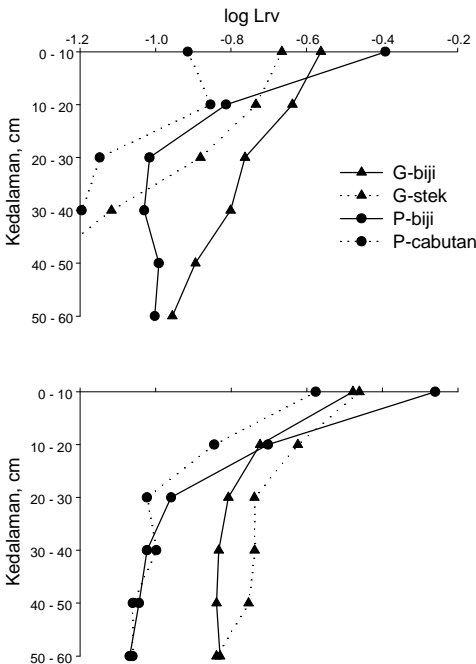 log Lrv
-1.2 -1.0 -0.8 -0.6 -0.4 -0.2
0 - 10
10 - 20
20 - 30
30 - 40
40 - 50
50 - 60
Kedalaman, cm
G-biji
G-stek
P-biji
P-cabutan
0 - 10
10 - 20
20 - 30
30 - 40
40 - 50
50 - 60
Kedalaman, cm